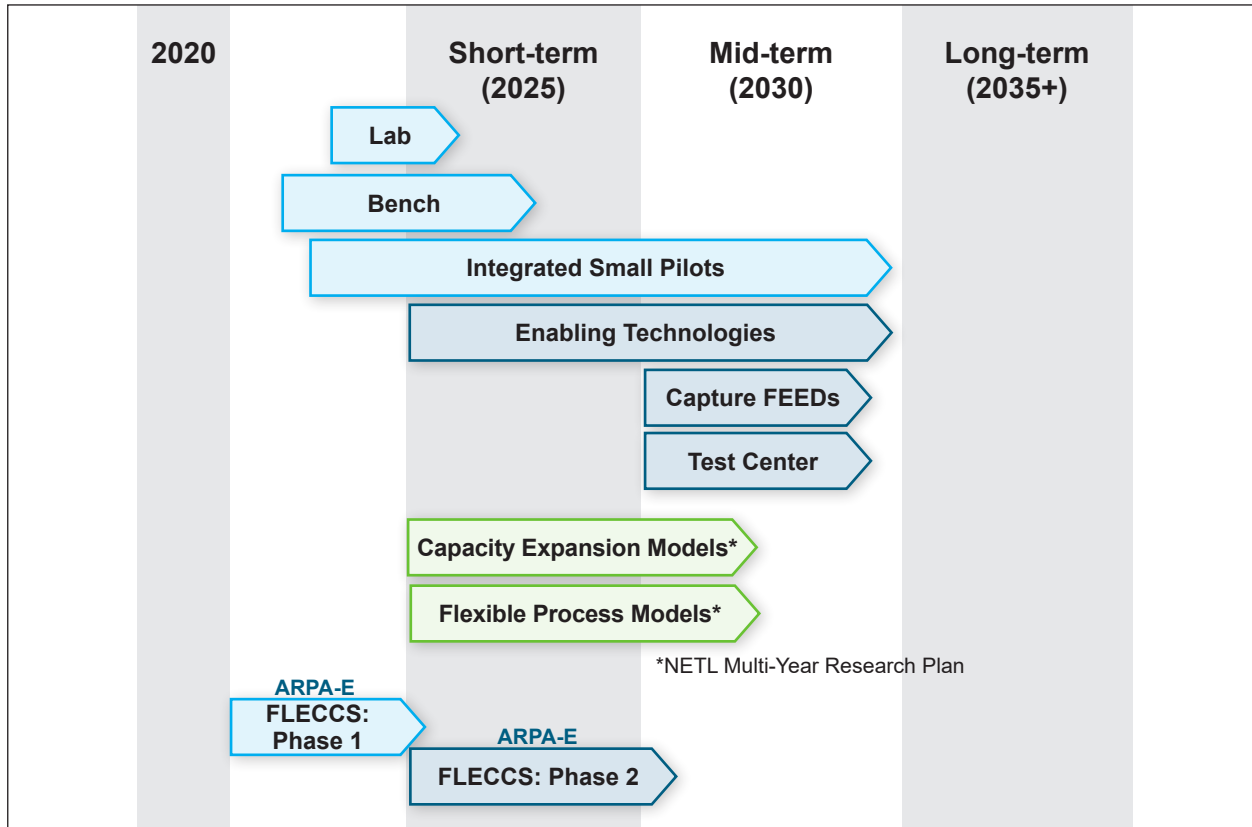 2020
Short-term
(2025)
Mid-term
(2030)
Long-term
(2035+)
Lab
Bench
Integrated Small Pilots
Enabling Technologies
Capture FEEDs
Test Center
Capacity Expansion Models*
Flexible Process Models*
*NETL Multi-Year Research Plan
ARPA-E
FLECCS:
Phase 1
ARPA-E
FLECCS: Phase 2